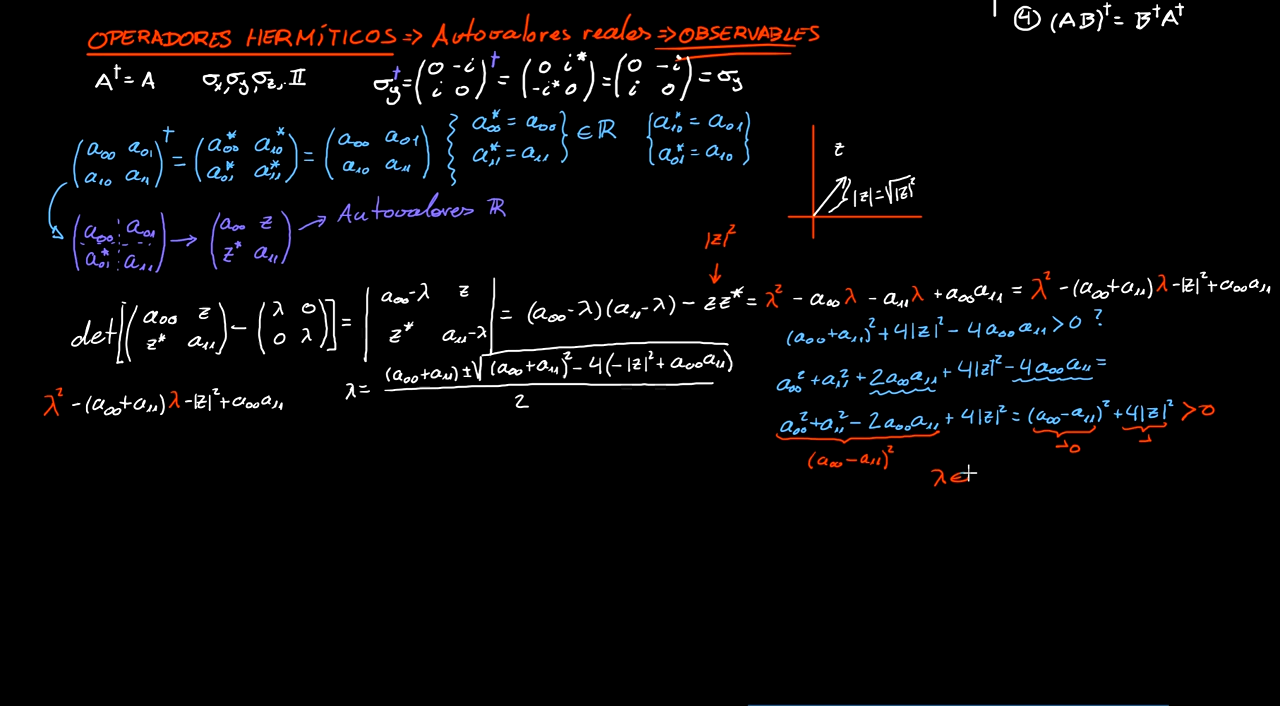 ④ (AB)† = B†A†
OPERADORES HERMÍTICOS ⇒ Autovalores reales ⇒ OBSERVABLES
A† = A   σx, σy, σz, II   σy† = (0 -i; i 0)† = (0 i*; -i* 0) = (0 -i; i 0) = σy
(a₀₀ a₀₁; a₁₀ a₁₁)† = (a₀₀* a₁₀*; a₀₁* a₁₁*) = (a₀₀ a₀₁; a₁₀ a₁₁) {a₀₀* = a₀₀; a₁₁* = a₁₁} ∈ ℝ {a₁₀* = a₀₁; a₀₁* = a₁₀}
z
|z| = √|z|²
(a₀₀ a₀₁; a₀₁* a₁₁) → (a₀₀ z; z* a₁₁) → Autovalores ℝ
|z|²
det[(a₀₀ z; z* a₁₁) - (λ 0; 0 λ)] = |a₀₀-λ z; z* a₁₁-λ| = (a₀₀-λ)(a₁₁-λ) - zz* = λ² - a₀₀λ - a₁₁λ + a₀₀a₁₁ = λ² - (a₀₀+a₁₁)λ - |z|² + a₀₀a₁₁
λ² - (a₀₀+a₁₁)λ - |z|² + a₀₀a₁₁
λ = ((a₀₀+a₁₁) ± √((a₀₀+a₁₁)² - 4(-|z|² + a₀₀a₁₁))) / 2
(a₀₀+a₁₁)² + 4|z|² - 4a₀₀a₁₁ > 0 ?
a₀₀² + a₁₁² + 2a₀₀a₁₁ + 4|z|² - 4a₀₀a₁₁ =
a₀₀² + a₁₁² - 2a₀₀a₁₁ + 4|z|² = (a₀₀-a₁₁)² + 4|z|² > 0
(a₀₀-a₁₁)²
λ ∈